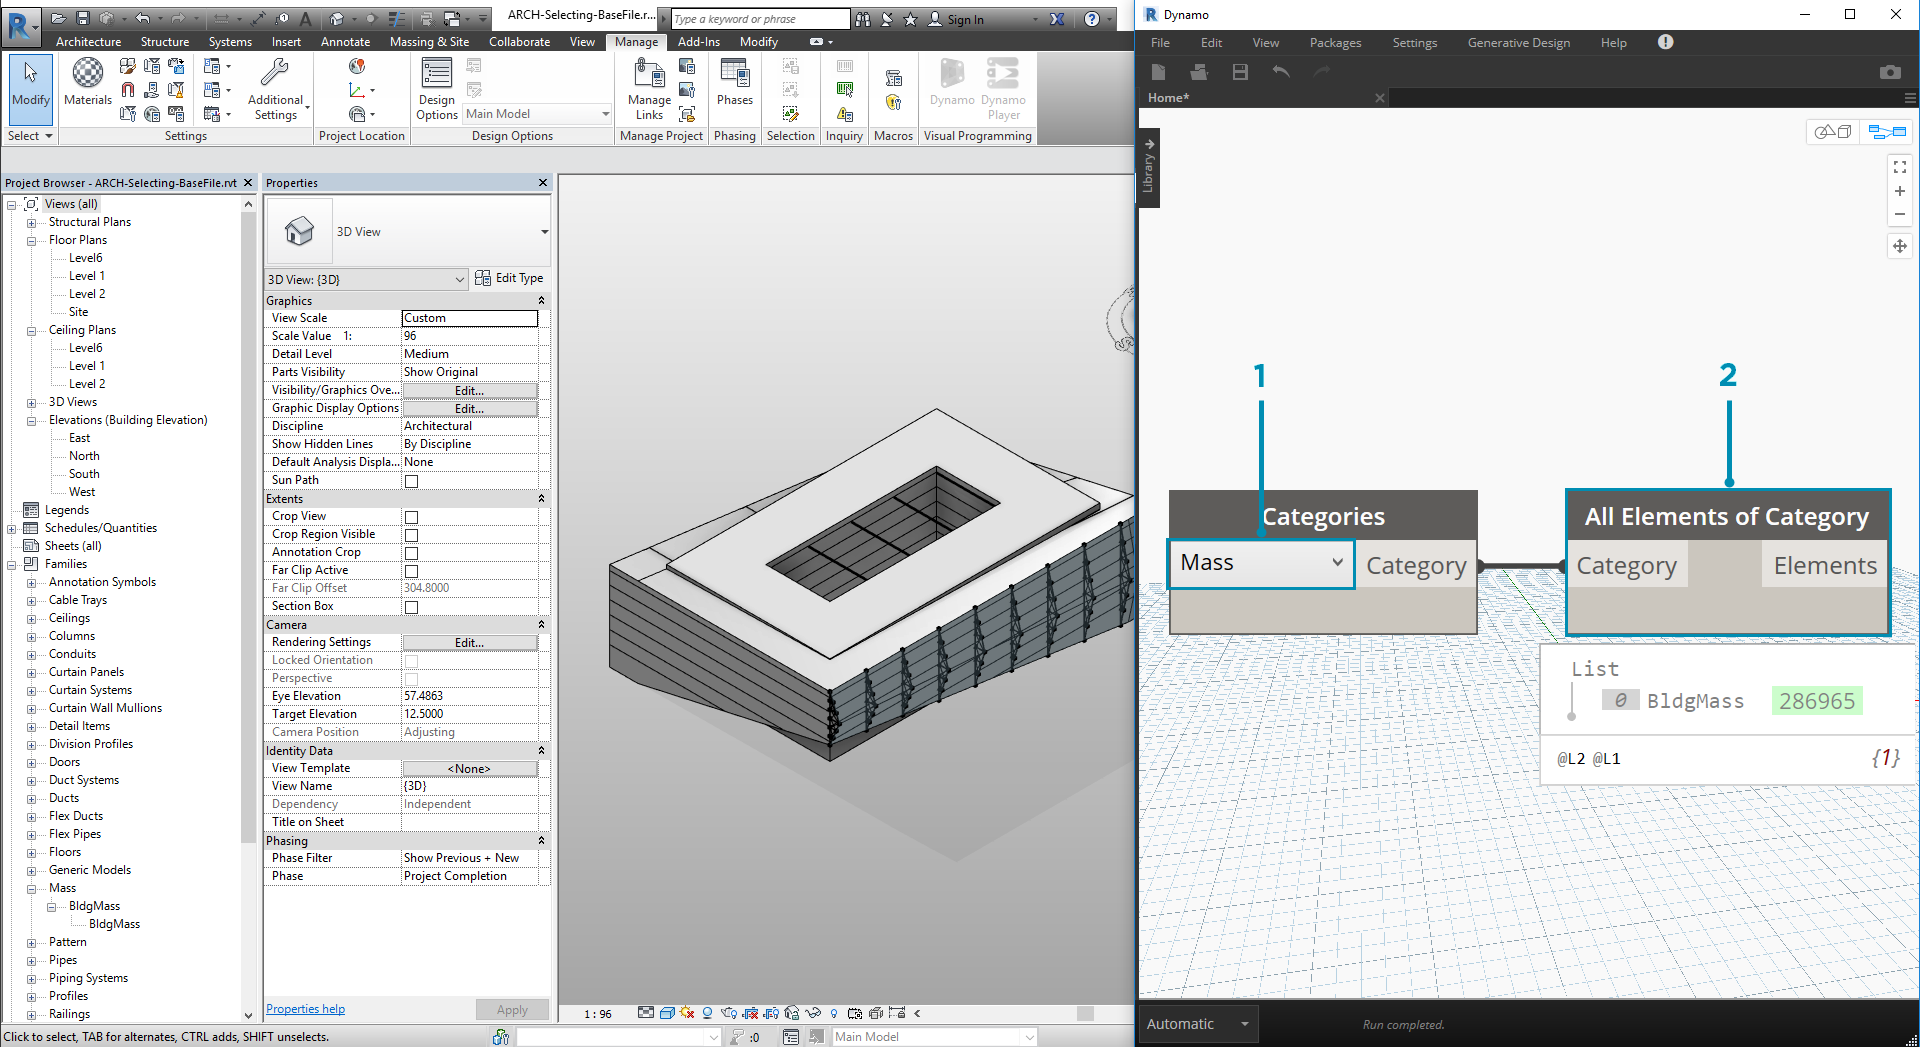 ARCH-Selecting-BaseFile.r...
Type a keyword or phrase
Sign In
Architecture Structure Systems Insert Annotate Massing & Site Collaborate View Manage Add-Ins Modify
Modify
Materials
Additional Settings
Design Options
Main Model
Manage Links
Phases
Dynamo
Dynamo Player
Select
Settings
Project Location
Design Options
Manage Project
Phasing
Selection
Inquiry
Macros
Visual Programming
Project Browser - ARCH-Selecting-BaseFile.rvt
Views (all)
Structural Plans
Floor Plans
Level6
Level 1
Level 2
Site
Ceiling Plans
Level6
Level 1
Level 2
3D Views
Elevations (Building Elevation)
East
North
South
West
Legends
Schedules/Quantities
Sheets (all)
Families
Annotation Symbols
Cable Trays
Ceilings
Columns
Conduits
Curtain Panels
Curtain Systems
Curtain Wall Mullions
Detail Items
Division Profiles
Doors
Duct Systems
Ducts
Flex Ducts
Flex Pipes
Floors
Generic Models
Mass
BldgMass
BldgMass
Pattern
Pipes
Piping Systems
Profiles
Railings
Properties
3D View
3D View: {3D}
Edit Type
Graphics
View Scale Custom
Scale Value 1: 96
Detail Level Medium
Parts Visibility Show Original
Visibility/Graphics Ove... Edit...
Graphic Display Options Edit...
Discipline Architectural
Show Hidden Lines By Discipline
Default Analysis Displa... None
Sun Path
Extents
Crop View
Crop Region Visible
Annotation Crop
Far Clip Active
Far Clip Offset 304.8000
Section Box
Camera
Rendering Settings Edit...
Locked Orientation
Perspective
Eye Elevation 57.4863
Target Elevation 12.5000
Camera Position Adjusting
Identity Data
View Template <None>
View Name {3D}
Dependency Independent
Title on Sheet
Phasing
Phase Filter Show Previous + New
Phase Project Completion
Properties help
Apply
1 : 96
Click to select, TAB for alternates, CTRL adds, SHIFT unselects.
:0
Main Model
Dynamo
File Edit View Packages Settings Generative Design Help
Home*
Library
1
2
Categories
Mass
Category
All Elements of Category
Category
Elements
List
0 BldgMass 286965
@L2 @L1 {1}
Automatic
Run completed.